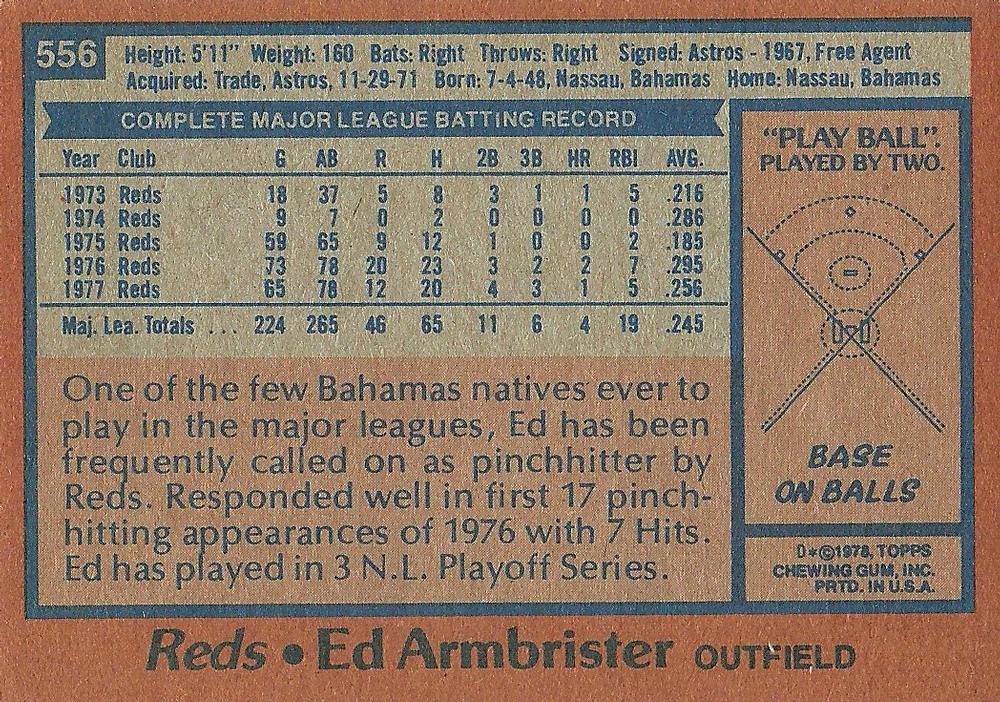 556
Height: 5'11" Weight: 160 Bats: Right Throws: Right Signed: Astros - 1967, Free Agent
Acquired: Trade, Astros, 11-29-71 Born: 7-4-48, Nassau, Bahamas Home: Nassau, Bahamas
COMPLETE MAJOR LEAGUE BATTING RECORD
Year Club G AB R H 2B 3B HR RBI AVG.
1973 Reds 18 37 5 8 3 1 1 5 .216
1974 Reds 9 7 0 2 0 0 0 0 .286
1975 Reds 59 65 9 12 1 0 0 2 .185
1976 Reds 73 78 20 23 3 2 2 7 .295
1977 Reds 65 78 12 20 4 3 1 5 .256
Maj. Lea. Totals ... 224 265 46 65 11 6 4 19 .245
One of the few Bahamas natives ever to
play in the major leagues, Ed has been
frequently called on as pinchhitter by
Reds. Responded well in first 17 pinch-
hitting appearances of 1976 with 7 Hits.
Ed has played in 3 N.L. Playoff Series.
"PLAY BALL".
PLAYED BY TWO.
BASE
ON BALLS
D*©1978, TOPPS
CHEWING GUM, INC.
PRTD. IN U.S.A.
Reds • Ed Armbrister OUTFIELD